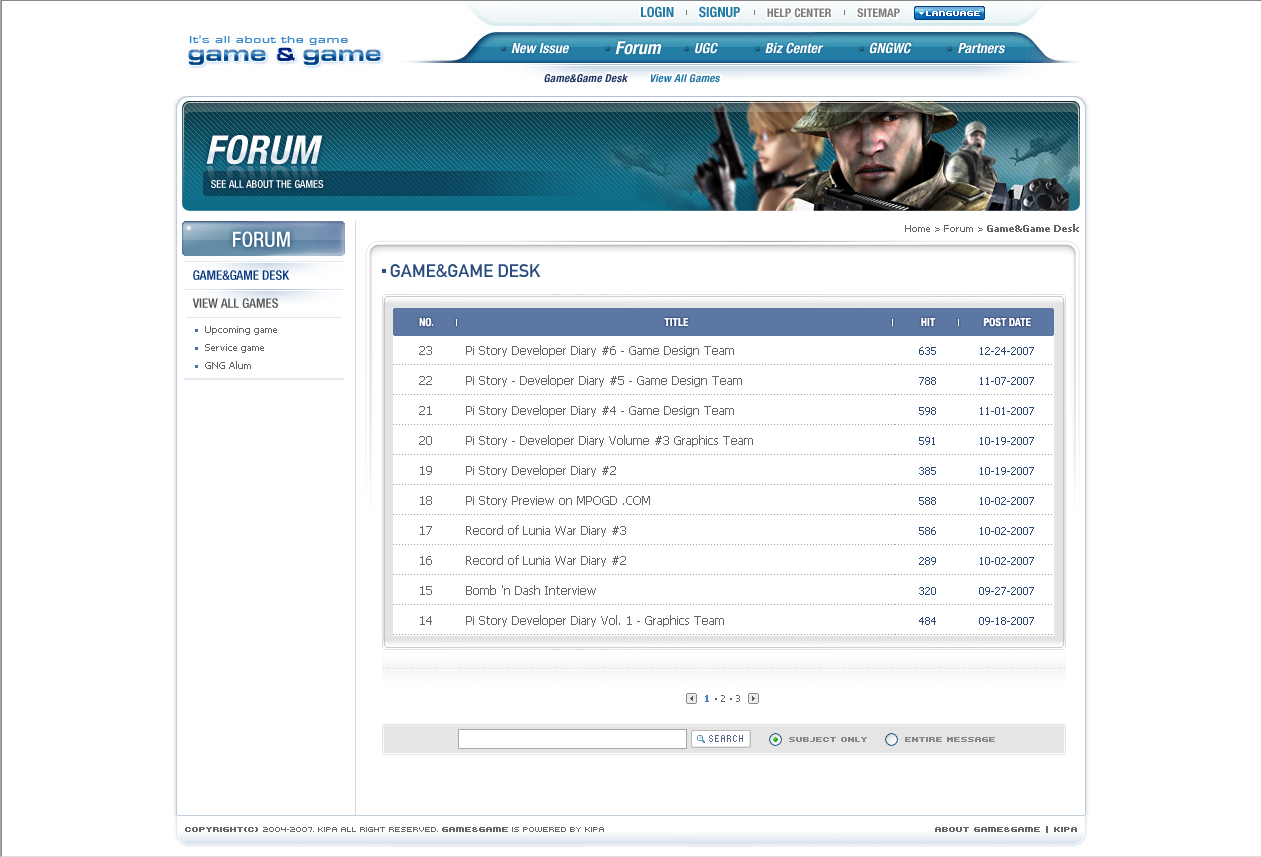 LOGIN SIGNUP HELP CENTER SITEMAP LANGUAGE
It's all about the game
game & game
New Issue Forum UGC Biz Center GNGWC Partners
Game&Game Desk View All Games
FORUM
SEE ALL ABOUT THE GAMES
FORUM
GAME&GAME DESK
VIEW ALL GAMES
Upcoming game
Service game
GNG Alum
Home > Forum > Game&Game Desk
GAME&GAME DESK
NO. TITLE HIT POST DATE
23 Pi Story Developer Diary #6 - Game Design Team 635 12-24-2007
22 Pi Story - Developer Diary #5 - Game Design Team 788 11-07-2007
21 Pi Story Developer Diary #4 - Game Design Team 598 11-01-2007
20 Pi Story - Developer Diary Volume #3 Graphics Team 591 10-19-2007
19 Pi Story Developer Diary #2 385 10-19-2007
18 Pi Story Preview on MPOGD .COM 588 10-02-2007
17 Record of Lunia War Diary #3 586 10-02-2007
16 Record of Lunia War Diary #2 289 10-02-2007
15 Bomb 'n Dash Interview 320 09-27-2007
14 Pi Story Developer Diary Vol. 1 - Graphics Team 484 09-18-2007
1 · 2 · 3
SEARCH SUBJECT ONLY ENTIRE MESSAGE
COPYRIGHT(C) 2004-2007. KIPA ALL RIGHT RESERVED. GAME&GAME IS POWERED BY KIPA
ABOUT GAME&GAME | KIPA